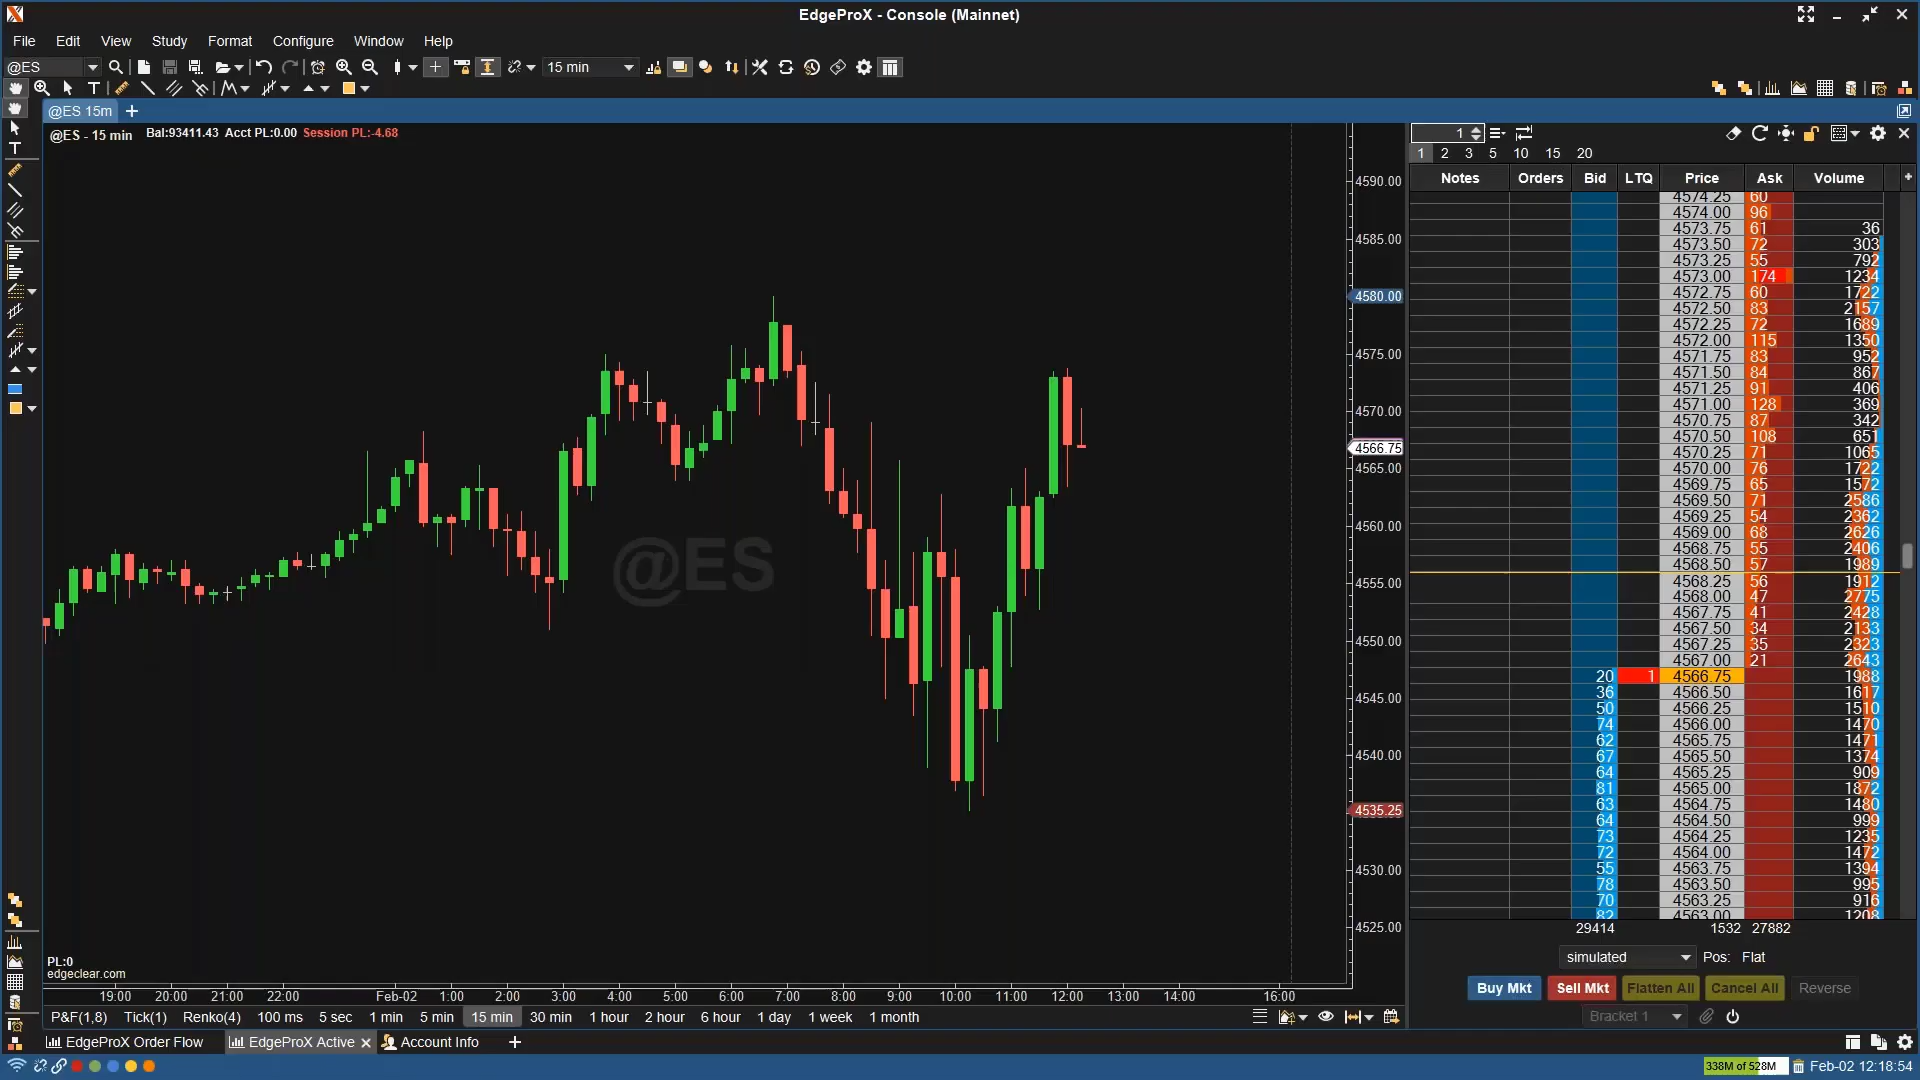 EdgeProX - Console (Mainnet)
File Edit View Study Format Configure Window Help
@ES 15 min
@ES 15m
@ES - 15 min Bal:93411.43 Acct PL:0.00 Session PL:-4.68
@ES
4590.00
4585.00
4580.00
4575.00
4570.00
4566.75
4565.00
4560.00
4555.00
4550.00
4545.00
4540.00
4535.25
4530.00
4525.00
PL:0
edgeclear.com
19:00 20:00 21:00 22:00 Feb-02 1:00 2:00 3:00 4:00 5:00 6:00 7:00 8:00 9:00 10:00 11:00 12:00 13:00 14:00 16:00
P&F(1,8) Tick(1) Renko(4) 100 ms 5 sec 1 min 5 min 15 min 30 min 1 hour 2 hour 6 hour 1 day 1 week 1 month
1
1 2 3 5 10 15 20
Notes Orders Bid LTQ Price Ask Volume
4574.25 60
4574.00 96
4573.75 61 36
4573.50 72 303
4573.25 55 792
4573.00 174 1234
4572.75 60 1722
4572.50 83 2157
4572.25 72 1689
4572.00 115 1350
4571.75 83 952
4571.50 84 867
4571.25 91 406
4571.00 128 369
4570.75 87 342
4570.50 108 651
4570.25 71 1065
4570.00 76 1722
4569.75 65 1572
4569.50 71 2586
4569.25 54 2362
4569.00 68 2626
4568.75 55 2406
4568.50 57 1989
4568.25 56 1912
4568.00 47 2775
4567.75 41 2428
4567.50 34 2133
4567.25 35 2323
4567.00 21 2643
20 1 4566.75 1988
36 4566.50 1617
50 4566.25 1510
74 4566.00 1470
62 4565.75 1471
67 4565.50 1374
64 4565.25 909
81 4565.00 1872
63 4564.75 1480
64 4564.50 999
73 4564.25 1235
72 4564.00 1472
55 4563.75 1394
78 4563.50 995
70 4563.25 916
82 4563.00 1208
29414 1532 27882
simulated Pos: Flat
Buy Mkt Sell Mkt Flatten All Cancel All Reverse
Bracket 1
EdgeProX Order Flow EdgeProX Active Account Info
338M of 528M Feb-02 12:18:54